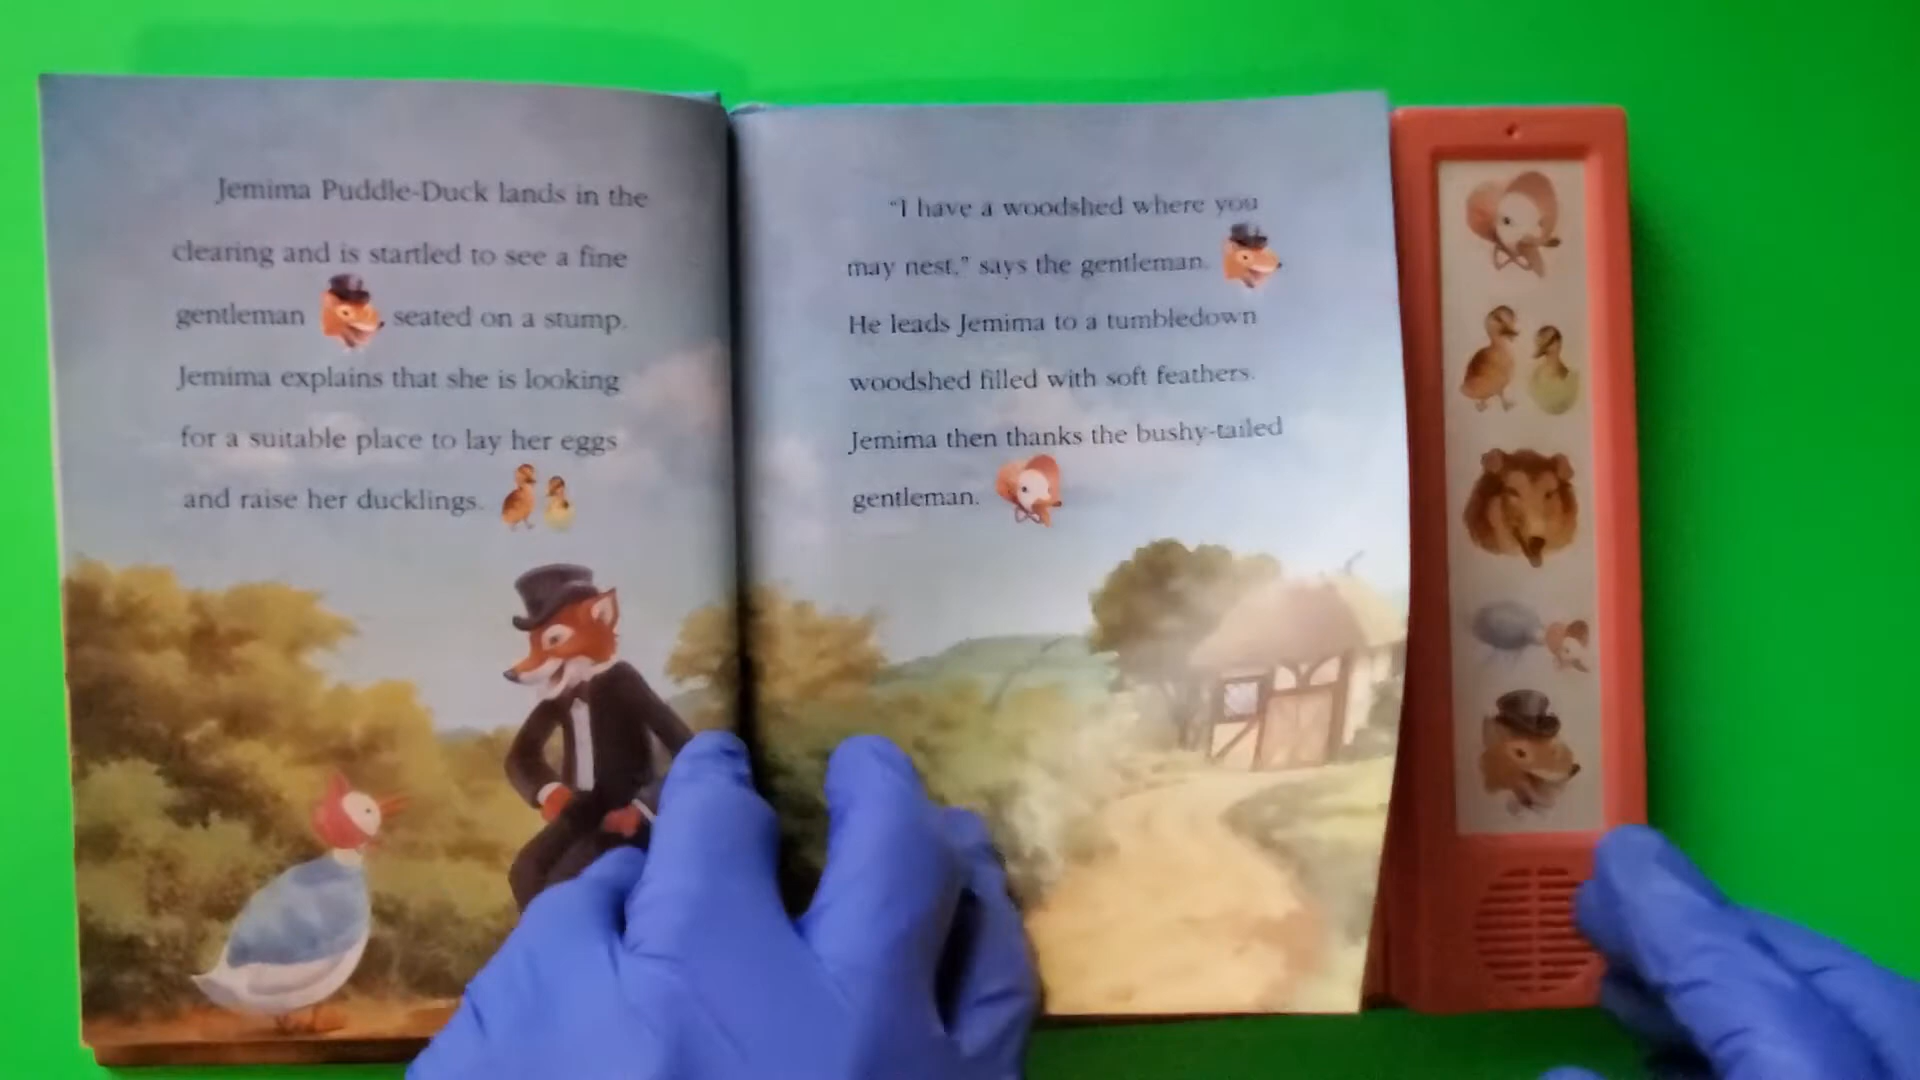 Jemima Puddle-Duck lands in the
clearing and is startled to see a fine
gentleman, seated on a stump.
Jemima explains that she is looking
for a suitable place to lay her eggs
and raise her ducklings.
"I have a woodshed where you
may nest," says the gentleman.
He leads Jemima to a tumbledown
woodshed filled with soft feathers.
Jemima then thanks the bushy-tailed
gentleman.